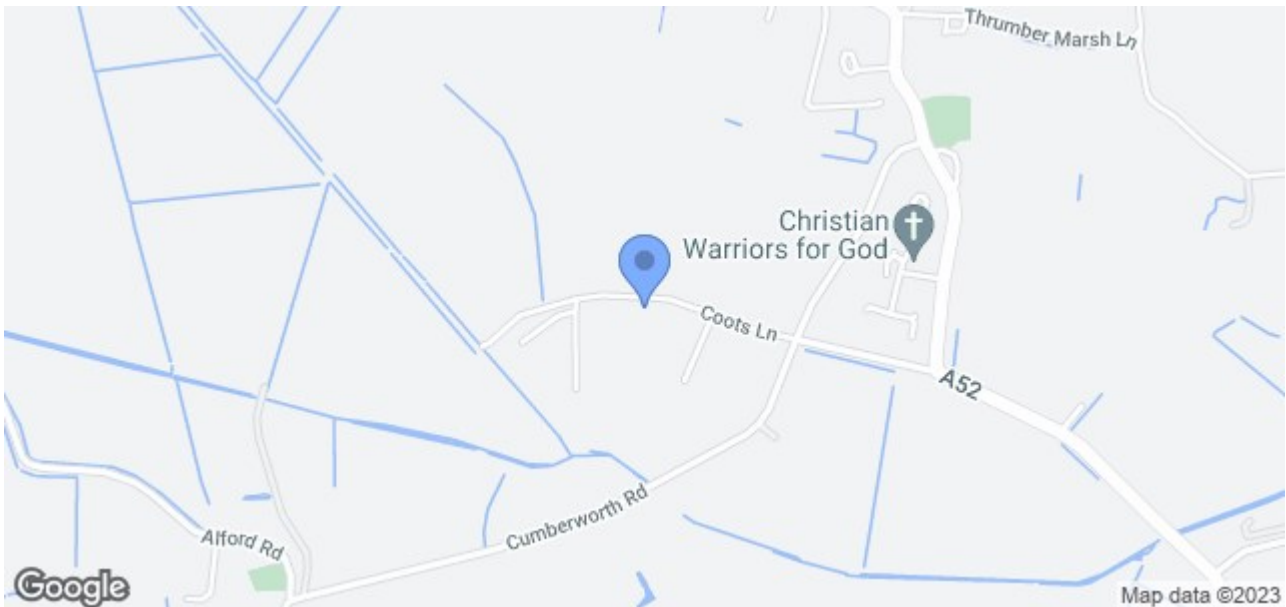 Thrumber Marsh Ln
Christian
Warriors for God
Coots Ln
A52
Cumberworth Rd
Alford Rd
Google
Map data ©2023